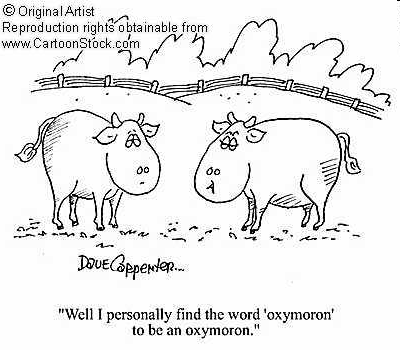 © Original Artist
Reproduction rights obtainable from
www.CartoonStock.com
Dave Carpenter...
"Well I personally find the word 'oxymoron'
to be an oxymoron."